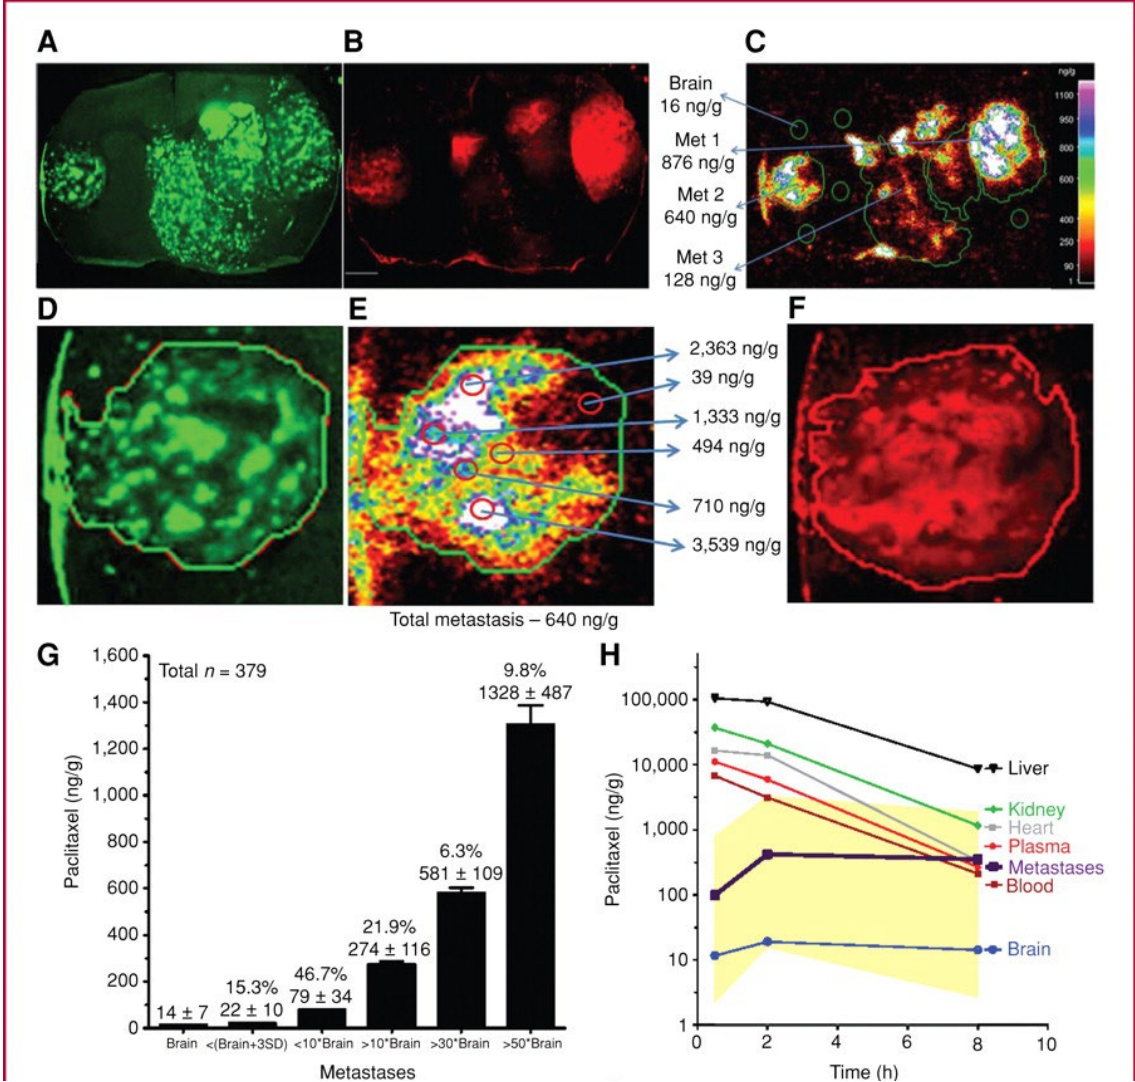 A
B
C
Brain
16 ng/g
Met 1
876 ng/g
Met 2
640 ng/g
Met 3
128 ng/g
ng/g
1100
950
800
600
400
250
90
1
D
E
F
2,363 ng/g
39 ng/g
1,333 ng/g
494 ng/g
710 ng/g
3,539 ng/g
Total metastasis – 640 ng/g
G
Total n = 379
Paclitaxel (ng/g)
1,600
1,400
1,200
1,000
800
600
400
200
0
14 ± 7
15.3%
22 ± 10
46.7%
79 ± 34
21.9%
274 ± 116
6.3%
581 ± 109
9.8%
1328 ± 487
Brain <(Brain+3SD) <10*Brain >10*Brain >30*Brain >50*Brain
Metastases
H
Paclitaxel (ng/g)
100,000
10,000
1,000
100
10
1
Liver
Kidney
Heart
Plasma
Metastases
Blood
Brain
0 2 4 6 8 10
Time (h)